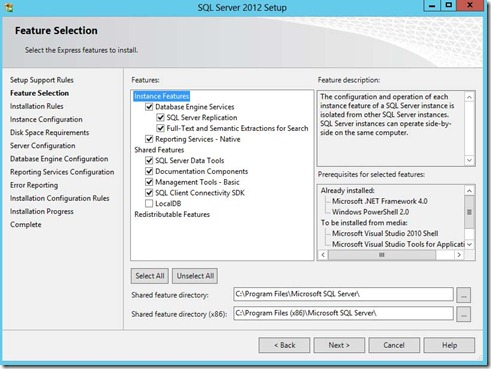 SQL Server 2012 Setup
Feature Selection
Select the Express features to install.
Setup Support Rules
Feature Selection
Installation Rules
Instance Configuration
Disk Space Requirements
Server Configuration
Database Engine Configuration
Reporting Services Configuration
Error Reporting
Installation Configuration Rules
Installation Progress
Complete
Features:
Instance Features
Database Engine Services
SQL Server Replication
Full-Text and Semantic Extractions for Search
Reporting Services - Native
Shared Features
SQL Server Data Tools
Documentation Components
Management Tools - Basic
SQL Client Connectivity SDK
LocalDB
Redistributable Features
Feature description:
The configuration and operation of each
instance feature of a SQL Server instance is
isolated from other SQL Server instances.
SQL Server instances can operate side-by-
side on the same computer.
Prerequisites for selected features:
Already installed:
Microsoft .NET Framework 4.0
Windows PowerShell 2.0
To be installed from media:
Microsoft Visual Studio 2010 Shell
Microsoft Visual Studio Tools for Applicati
Select All
Unselect All
Shared feature directory:
C:\Program Files\Microsoft SQL Server\
...
Shared feature directory (x86):
C:\Program Files (x86)\Microsoft SQL Server\
...
< Back
Next >
Cancel
Help